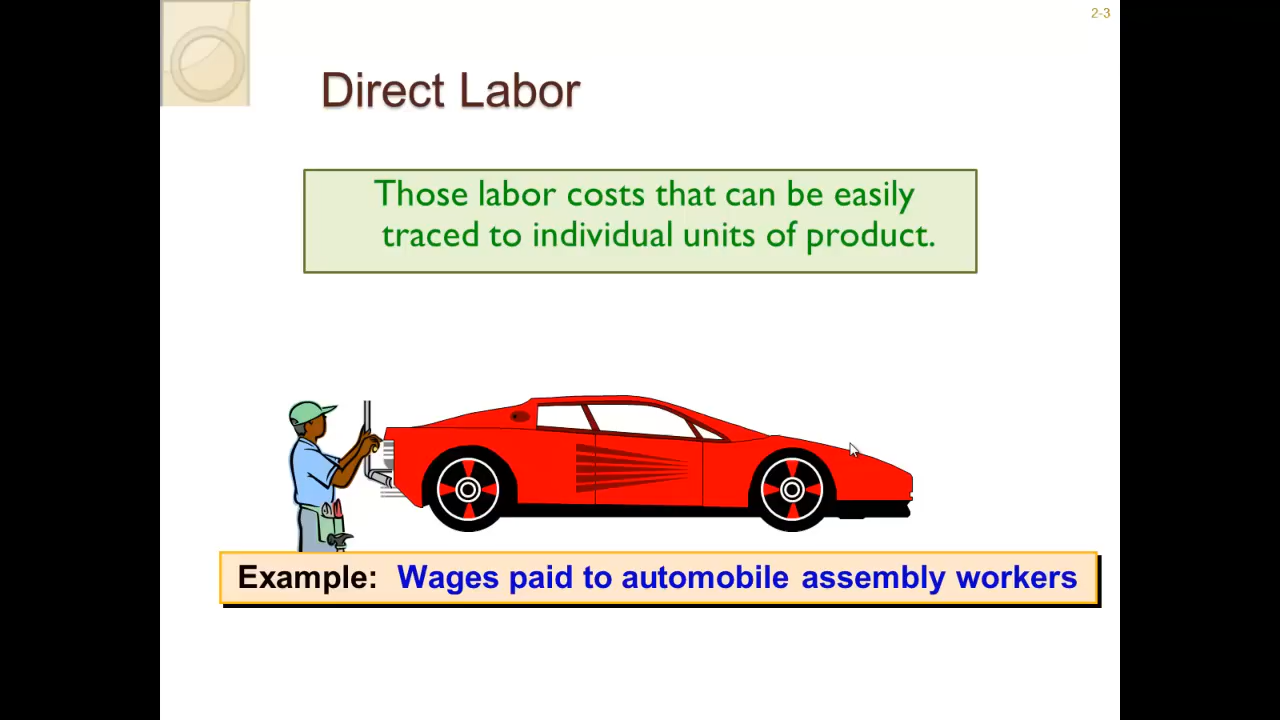 2-3
Direct Labor
Those labor costs that can be easily
traced to individual units of product.
Example: Wages paid to automobile assembly workers